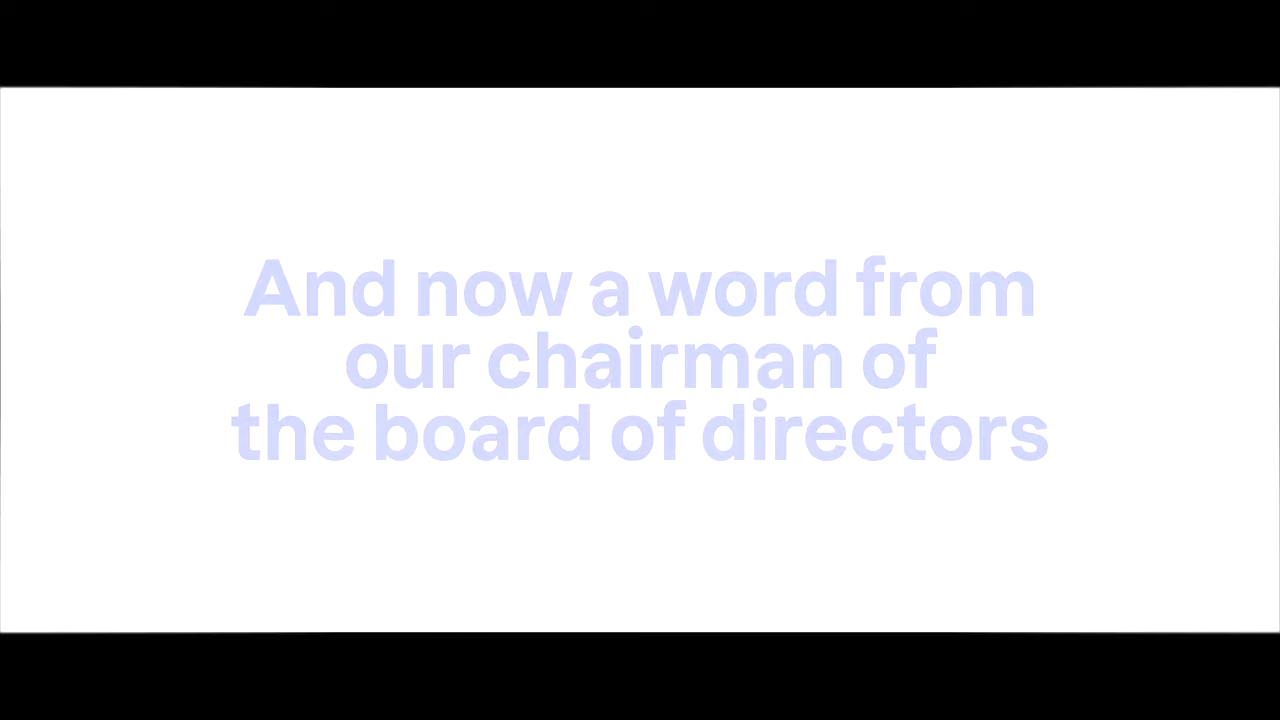 And now a word from
our chairman of
the board of directors